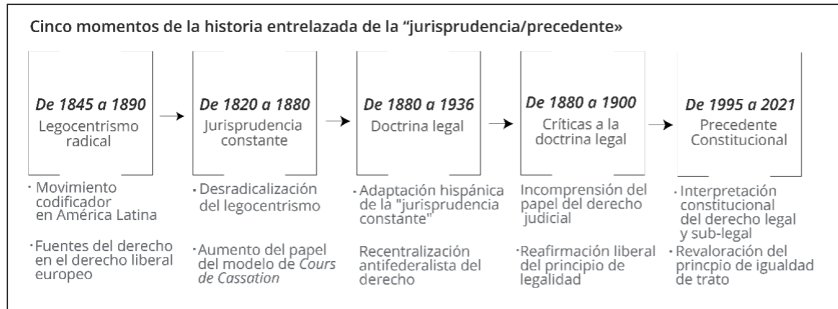 Cinco momentos de la historia entrelazada de la “jurisprudencia/precedente»
De 1845 a 1890
Legocentrismo
radical
De 1820 a 1880
Jurisprudencia
constante
De 1880 a 1936
Doctrina legal
De 1880 a 1900
Críticas a la
doctrina legal
De 1995 a 2021
Precedente
Constitucional
· Movimiento
codificador
en América Latina
· Fuentes del derecho
en el derecho liberal
europeo
· Desradicalización
del legocentrismo
· Aumento del papel
del modelo de Cours
de Cassation
· Adaptación hispánica
de la "jurisprudencia
constante"
Recentralización
antifederalista del
derecho
Incomprensión del
papel del derecho
judicial
· Reafirmación liberal
del principio de
legalidad
· Interpretación
constitucional
del derecho legal
y sub-legal
· Revaloración del
princpio de igualdad
de trato